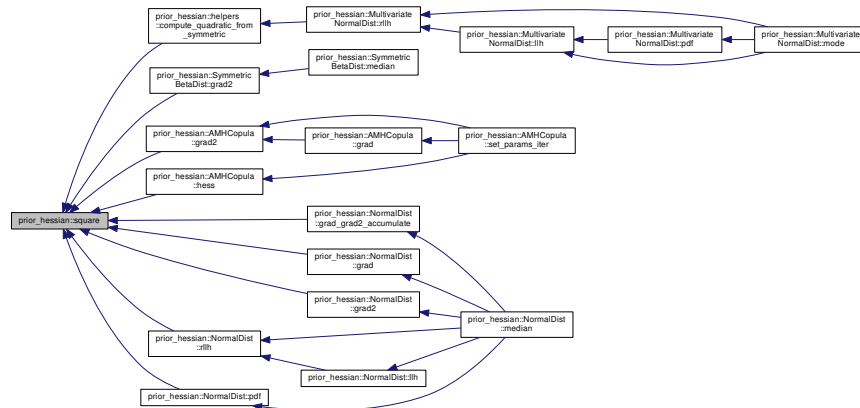 prior_hessian::helpers
::compute_quadratic_from
_symmetric
prior_hessian::Multivariate
NormalDist::rllh
prior_hessian::Multivariate
NormalDist::llh
prior_hessian::Multivariate
NormalDist::pdf
prior_hessian::Multivariate
NormalDist::mode
prior_hessian::Symmetric
BetaDist::grad2
prior_hessian::Symmetric
BetaDist::median
prior_hessian::AMHCopula
::grad2
prior_hessian::AMHCopula
::grad
prior_hessian::AMHCopula
::set_params_iter
prior_hessian::AMHCopula
::hess
prior_hessian::square
prior_hessian::NormalDist
::grad_grad2_accumulate
prior_hessian::NormalDist
::grad
prior_hessian::NormalDist
::grad2
prior_hessian::NormalDist
::median
prior_hessian::NormalDist
::rllh
prior_hessian::NormalDist::llh
prior_hessian::NormalDist::pdf